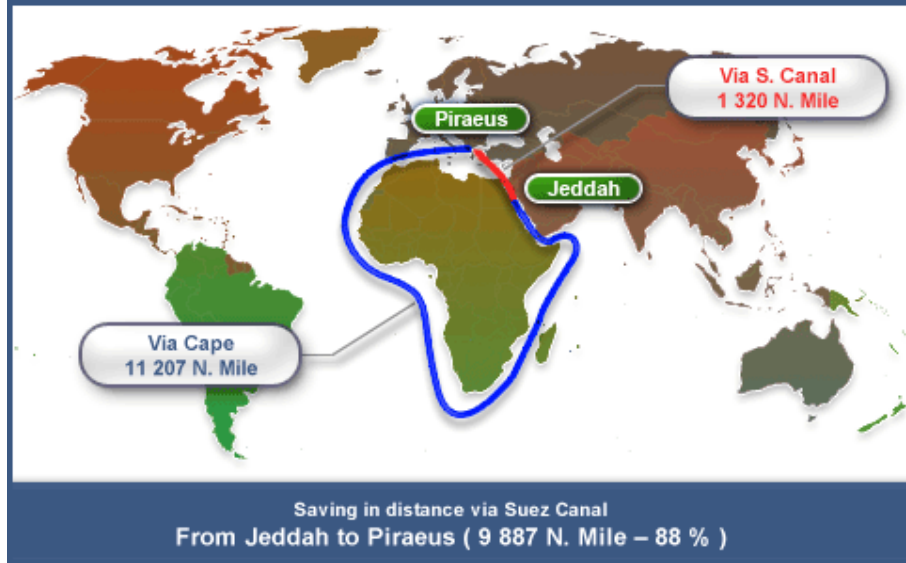 Via S. Canal
1 320 N. Mile
Piraeus
Jeddah
Via Cape
11 207 N. Mile
Saving in distance via Suez Canal
From Jeddah to Piraeus ( 9 887 N. Mile – 88 % )